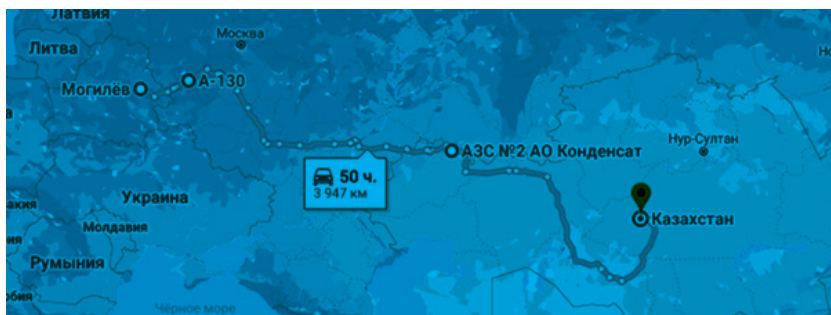 Латвия
Москва
Литва
Могилёв
А-130
АЗС №2 АО Конденсат
Нур-Султан
50 ч.
3 947 км
Украина
Казахстан
Молдавия
Румыния
Чёрное море